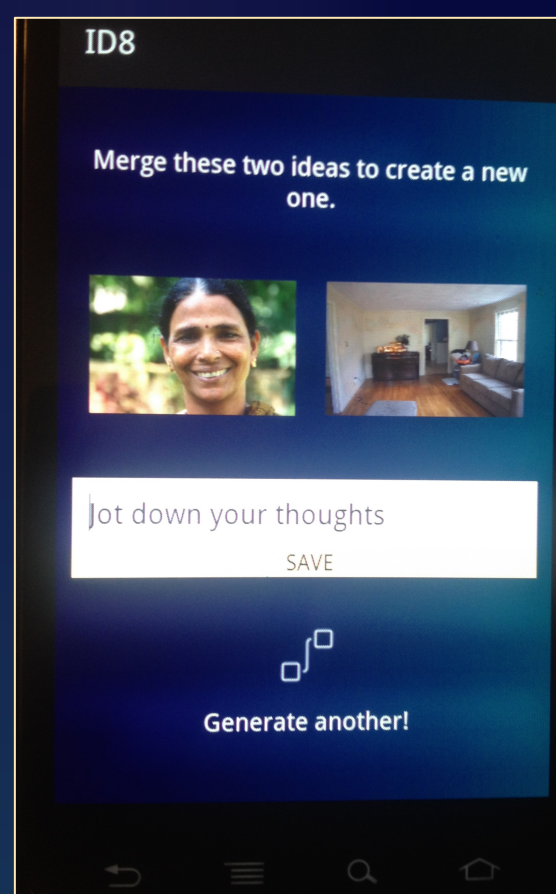 ID8
Merge these two ideas to create a new
one.
Jot down your thoughts
SAVE
Generate another!